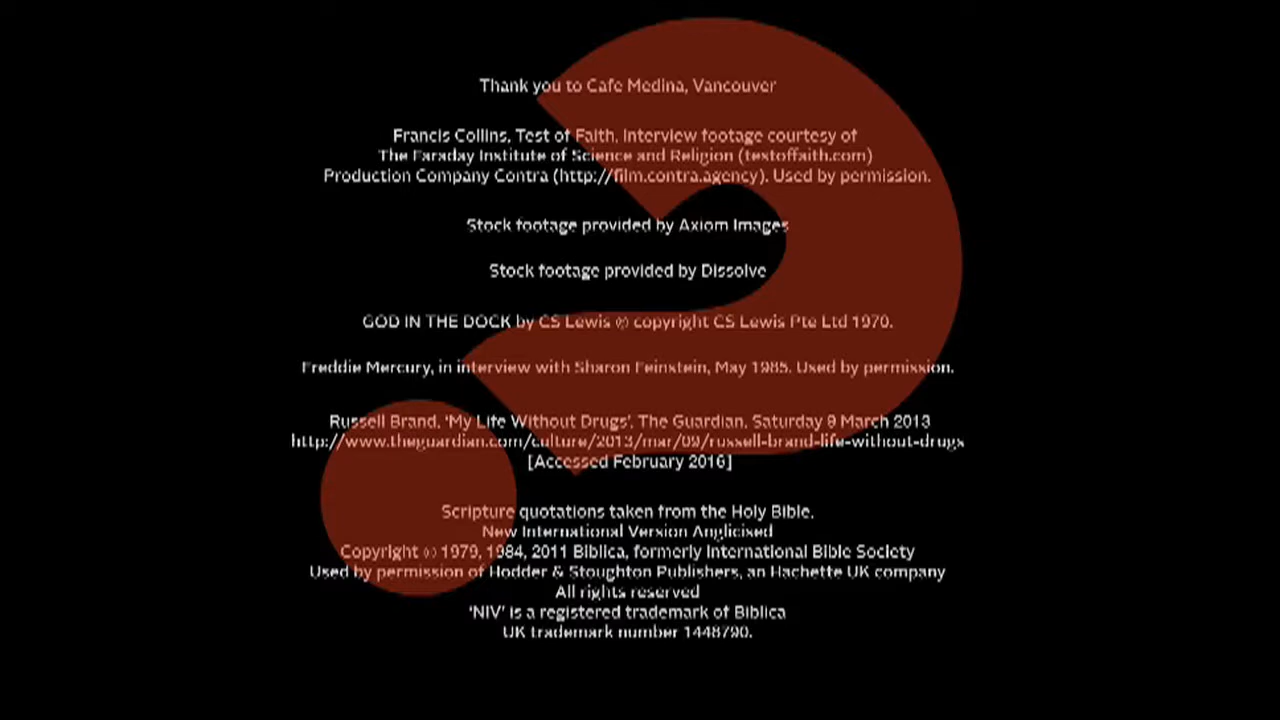 Thank you to Cafe Medina, Vancouver
Francis Collins, Test of Faith, Interview footage courtesy of
The Faraday Institute of Science and Religion (testoffaith.com)
Production Company Contra (http://film.contra.agency). Used by permission.
Stock footage provided by Axiom Images
Stock footage provided by Dissolve
GOD IN THE DOCK by CS Lewis © copyright CS Lewis Pte Ltd 1970.
Freddie Mercury, in interview with Sharon Feinstein, May 1985. Used by permission.
Russell Brand, ‘My Life Without Drugs’, The Guardian, Saturday 9 March 2013
http://www.theguardian.com/culture/2013/mar/09/russell-brand-life-without-drugs
[Accessed February 2016]
Scripture quotations taken from the Holy Bible,
New International Version Anglicised
Copyright © 1979, 1984, 2011 Biblica, formerly International Bible Society
Used by permission of Hodder & Stoughton Publishers, an Hachette UK company
All rights reserved
‘NIV’ is a registered trademark of Biblica
UK trademark number 1448790.